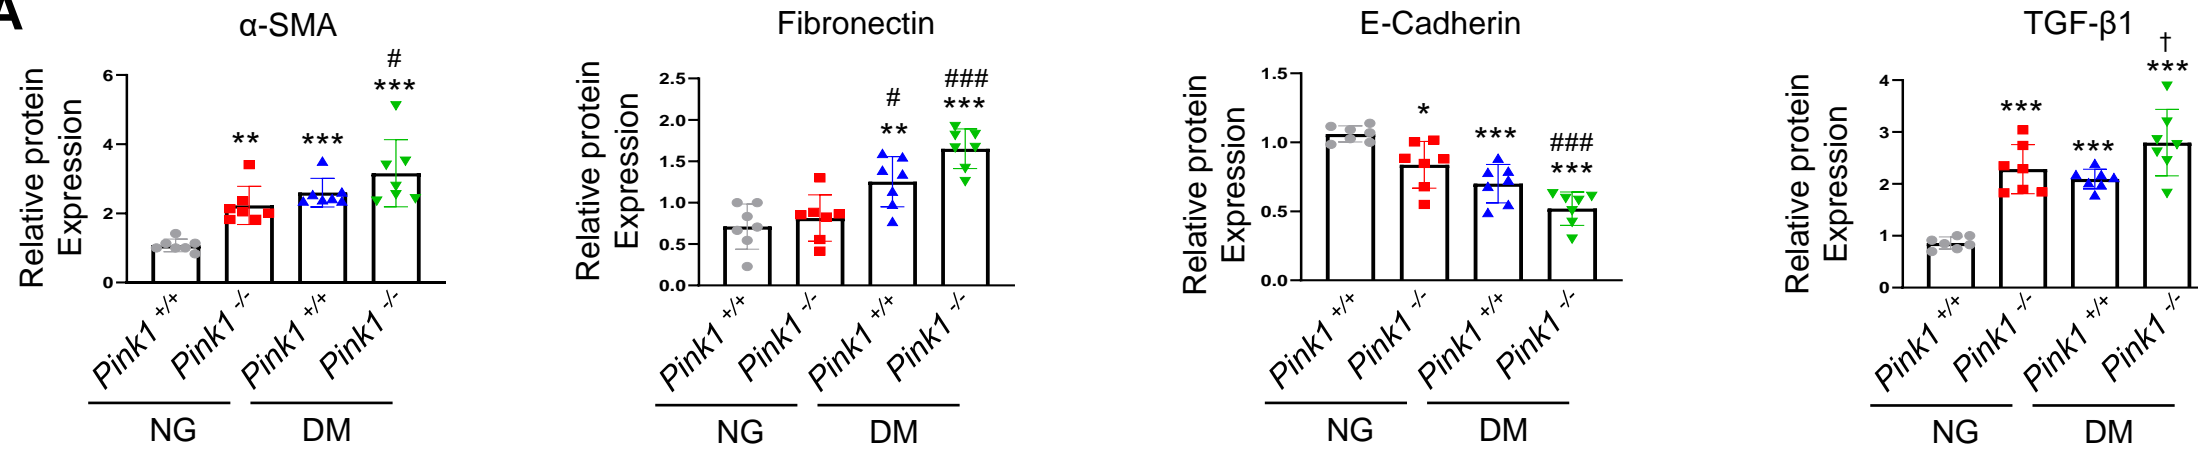 A
α-SMA
Relative protein
Expression
6
4
2
0
**
***
#
***
Pink1 +/+
Pink1 -/-
Pink1 +/+
Pink1 -/-
NG
DM
Fibronectin
Relative protein
Expression
2.5
2.0
1.5
1.0
0.5
0.0
#
**
###
***
Pink1 +/+
Pink1 -/-
Pink1 +/+
Pink1 -/-
NG
DM
E-Cadherin
Relative protein
Expression
1.5
1.0
0.5
0.0
*
***
###
***
Pink1 +/+
Pink1 -/-
Pink1 +/+
Pink1 -/-
NG
DM
TGF-β1
Relative protein
Expression
4
3
2
1
0
***
***
†
***
Pink1 +/+
Pink1 -/-
Pink1 +/+
Pink1 -/-
NG
DM